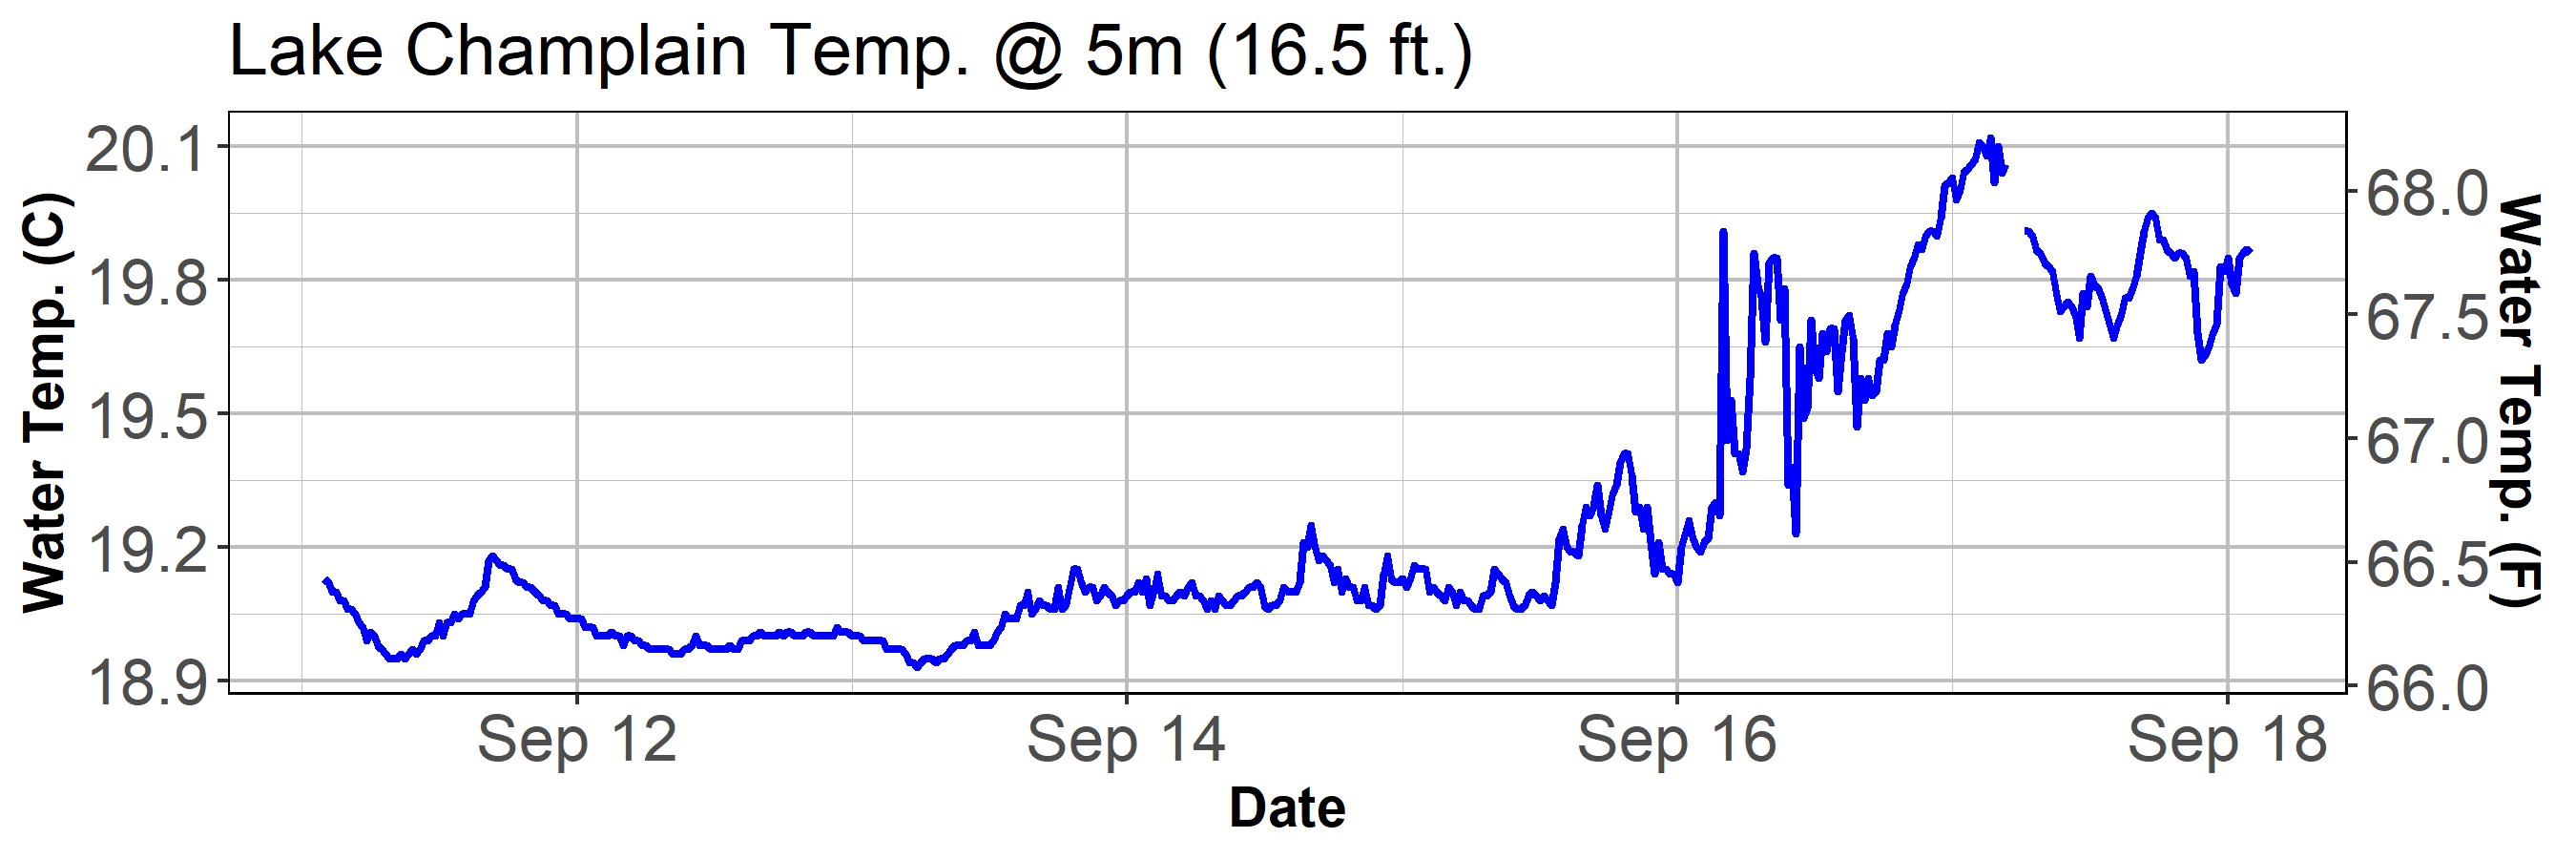 Lake Champlain Temp. @ 5m (16.5 ft.)
Water Temp. (C)
20.1
19.8
19.5
19.2
18.9
68.0
67.5
67.0
66.5
66.0
Water Temp. (F)
Sep 12 Sep 14 Sep 16 Sep 18
Date